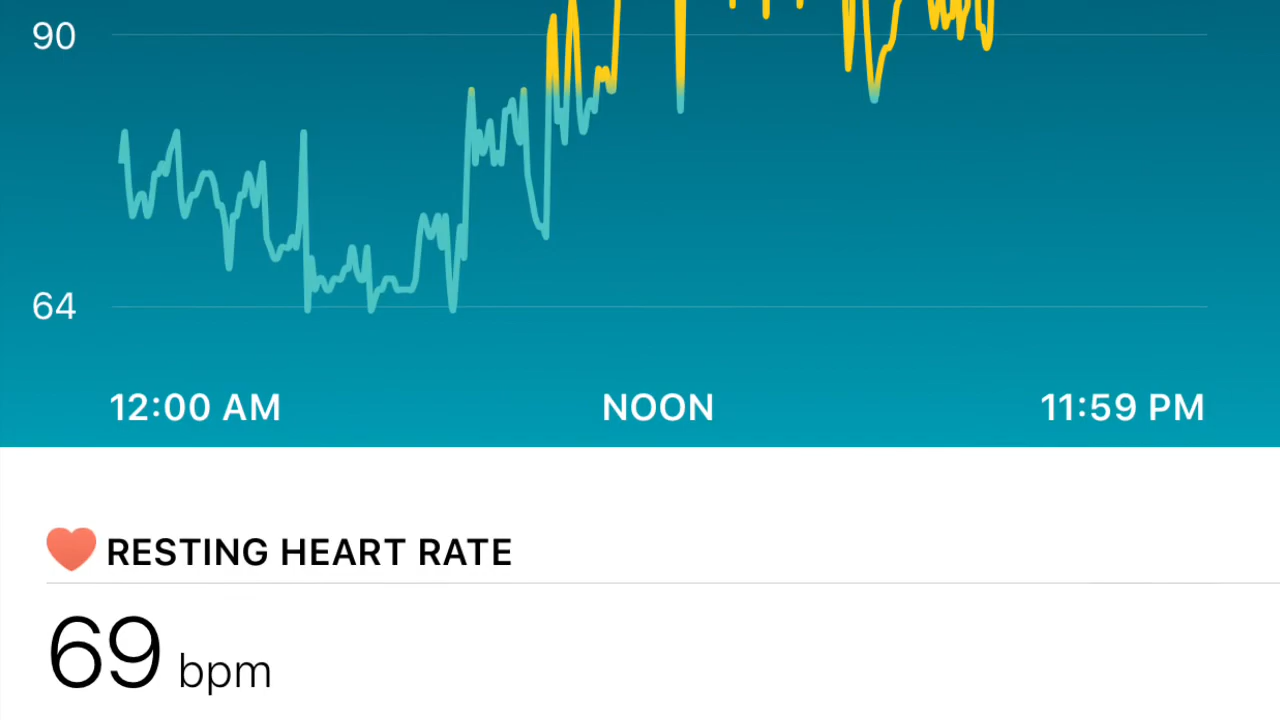 90
64
12:00 AM NOON 11:59 PM
RESTING HEART RATE
69 bpm